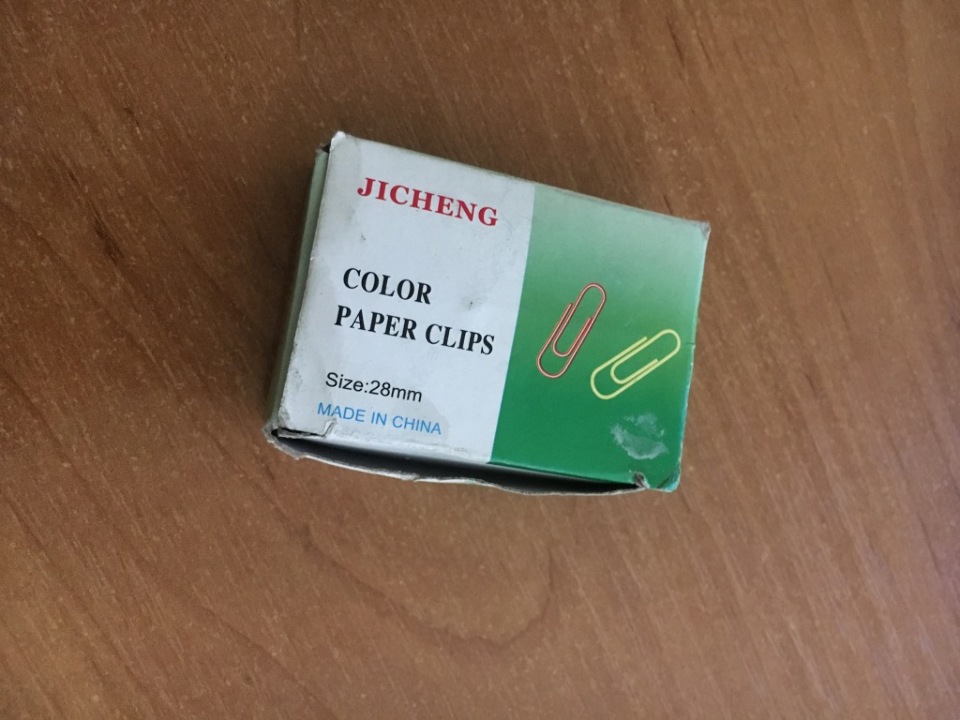 JICHENG
COLOR
PAPER CLIPS
Size:28mm
MADE IN CHINA